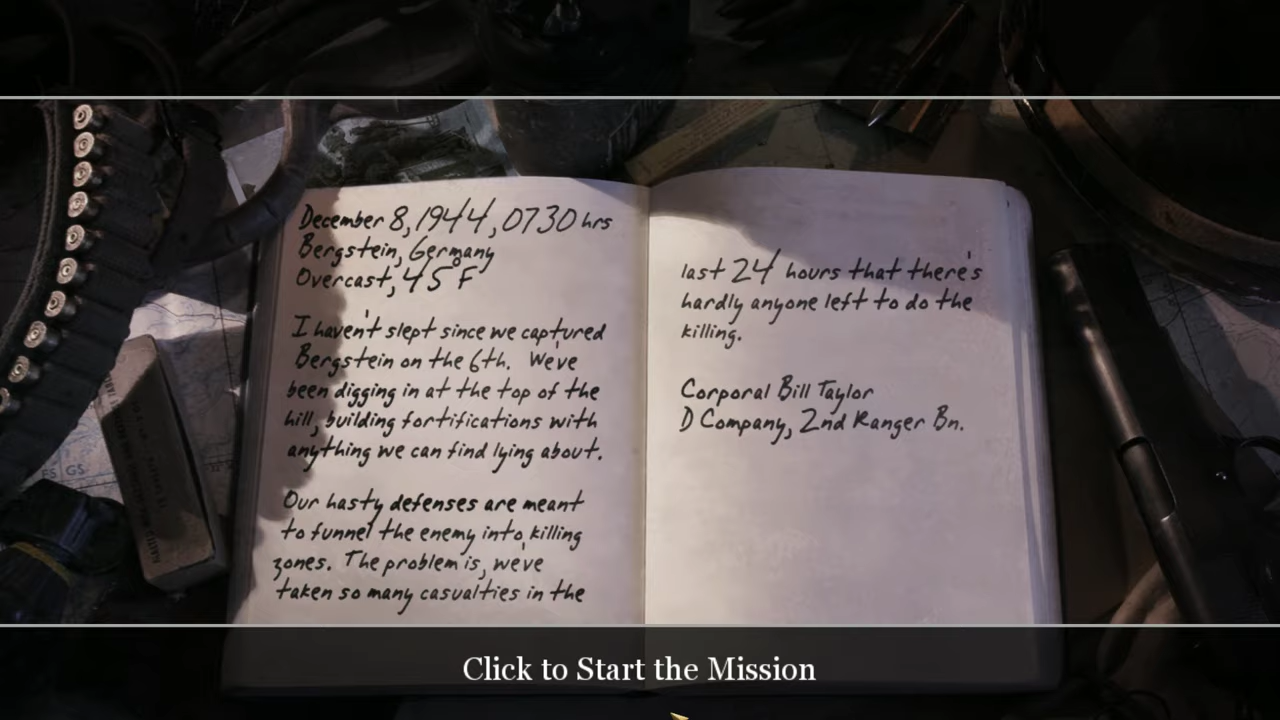 December 8, 1944, 0730 hrs
Bergstein, Germany
Overcast, 45° F
I haven't slept since we captured
Bergstein on the 6th. We've
been digging in at the top of the
hill, building fortifications with
anything we can find lying about.
Our hasty defenses are meant
to funnel the enemy into killing
zones. The problem is, we've
taken so many casualties in the
last 24 hours that there's
hardly anyone left to do the
killing.
Corporal Bill Taylor
D Company, 2nd Ranger Bn.
ES GS
Click to Start the Mission